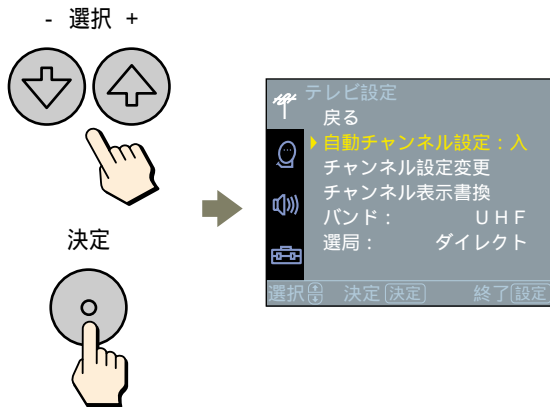 - 選択 +
決定
テレビ設定
戻る
自動チャンネル設定：入
チャンネル設定変更
チャンネル表示書換
バンド： ＵＨＦ
選局： ダイレクト
選択 決定 決定 終了 設定